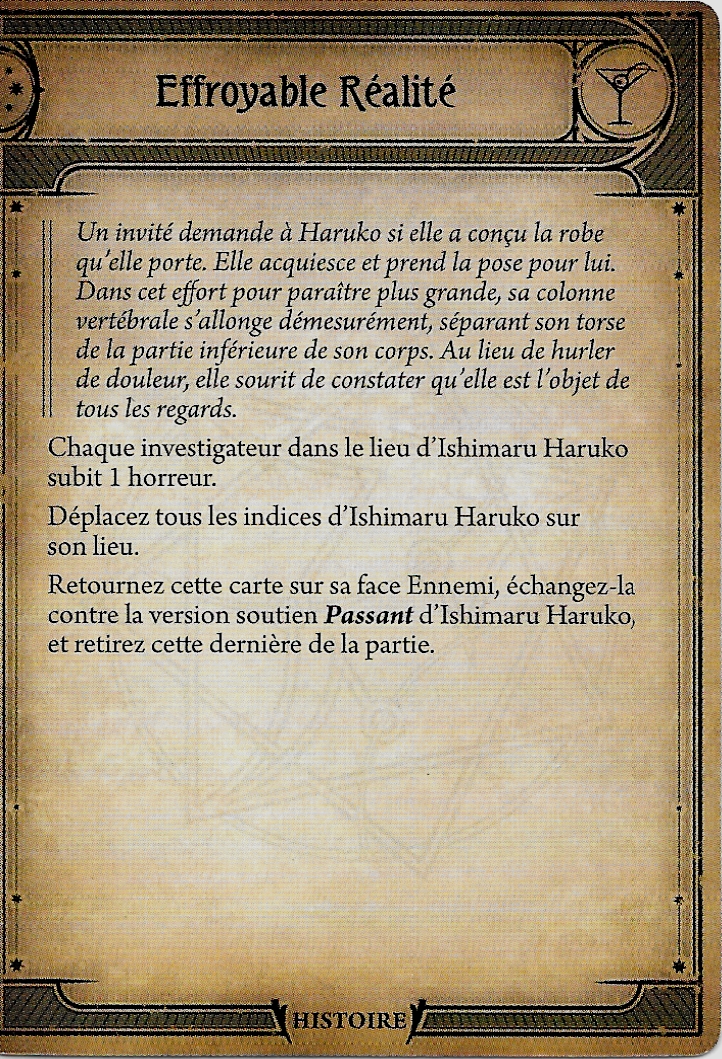 Effroyable Réalité
Un invité demande à Haruko si elle a conçu la robe
qu'elle porte. Elle acquiesce et prend la pose pour lui.
Dans cet effort pour paraître plus grande, sa colonne
vertébrale s'allonge démesurément, séparant son torse
de la partie inférieure de son corps. Au lieu de hurler
de douleur, elle sourit de constater qu'elle est l'objet de
tous les regards.
Chaque investigateur dans le lieu d'Ishimaru Haruko
subit 1 horreur.
Déplacez tous les indices d'Ishimaru Haruko sur
son lieu.
Retournez cette carte sur sa face Ennemi, échangez-la
contre la version soutien Passant d'Ishimaru Haruko,
et retirez cette dernière de la partie.
HISTOIRE